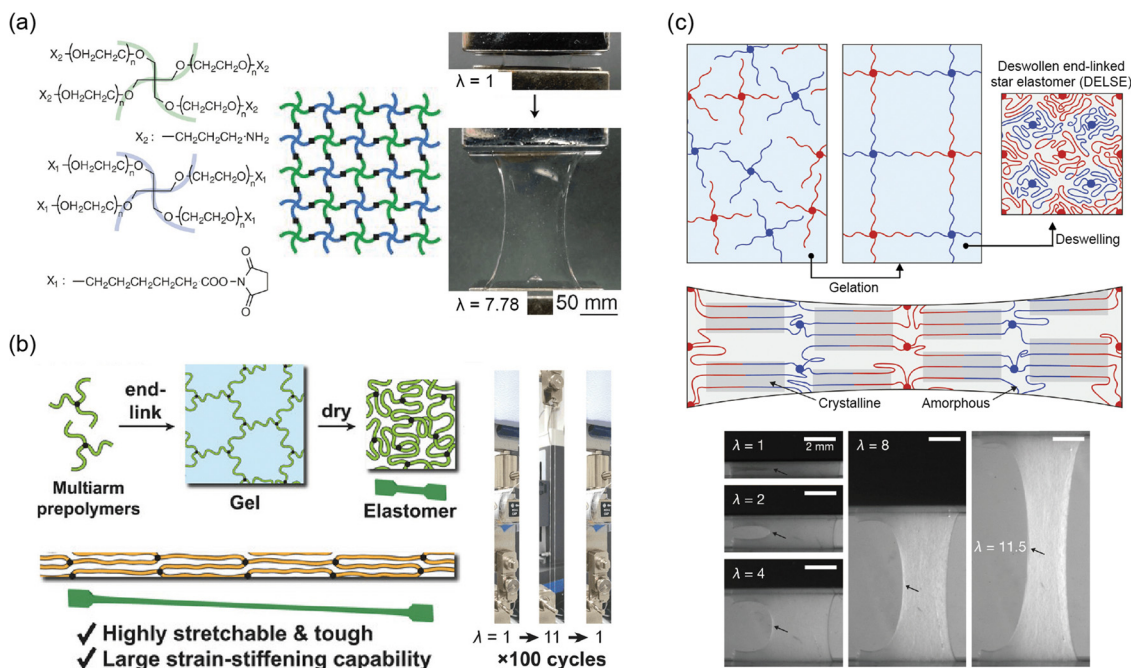 (a)
X₂-(OH₂CH₂C)ₙ-O
O-(CH₂CH₂O)ₙ-X₂
X₂-(OH₂CH₂C)ₙ-O
O-(CH₂CH₂O)ₙ-X₂
X₂ : —CH₂CH₂CH₂-NH₂
X₁-(OH₂CH₂C)ₙ-O
O-(CH₂CH₂O)ₙ-X₁
X₁-(OH₂CH₂C)ₙ-O
O-(CH₂CH₂O)ₙ-X₁
X₁ : —CH₂CH₂CH₂CH₂CH₂ COO—N
O
O
λ = 1
λ = 7.78
50 mm
(b)
end-
link
dry
Multiarm
prepolymers
Gel
Elastomer
✓ Highly stretchable & tough
✓ Large strain-stiffening capability
λ = 1 → 11 → 1
×100 cycles
(c)
Deswollen end-linked
star elastomer (DELSE)
Deswelling
Gelation
Crystalline
Amorphous
λ = 1
2 mm
λ = 2
λ = 4
λ = 8
λ = 11.5